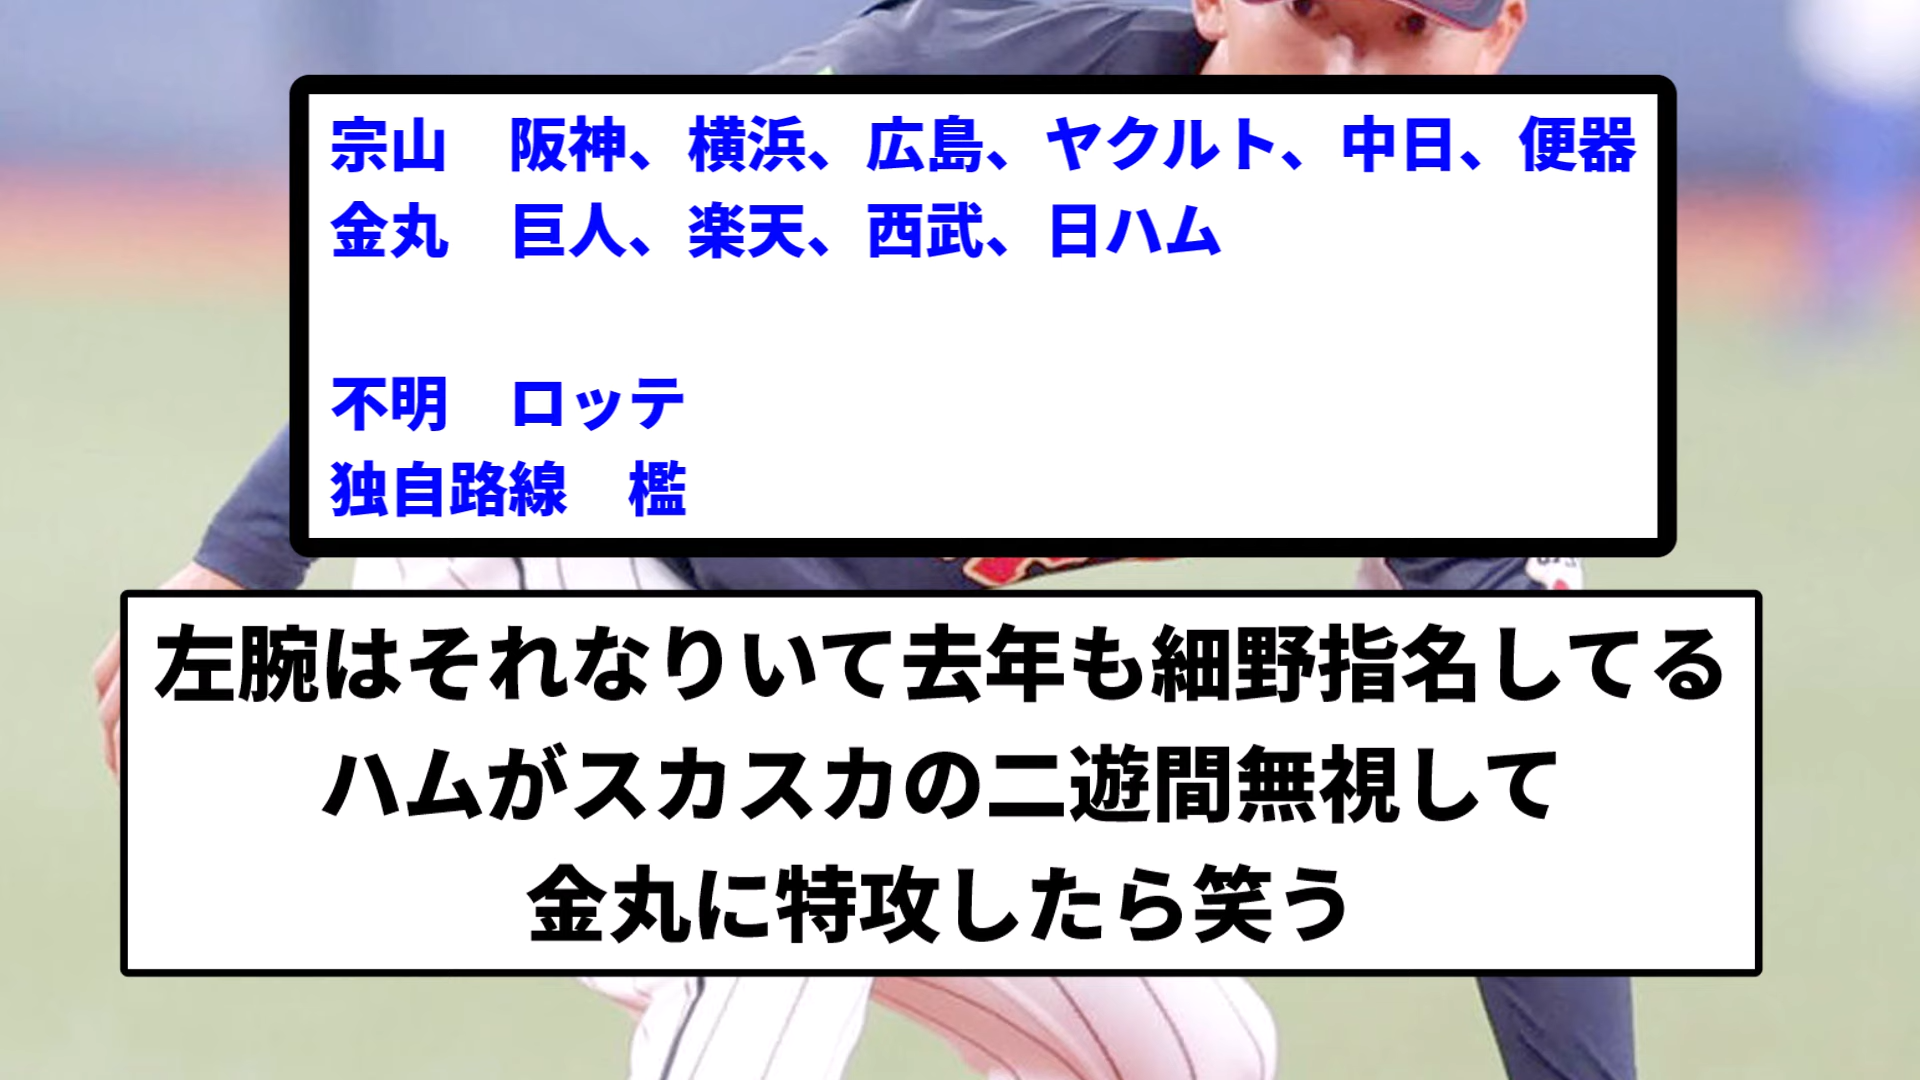 宗山　阪神、横浜、広島、ヤクルト、中日、便器
金丸　巨人、楽天、西武、日ハム
不明　ロッテ
独自路線　檻
左腕はそれなりいて去年も細野指名してる
ハムがスカスカの二遊間無視して
金丸に特攻したら笑う